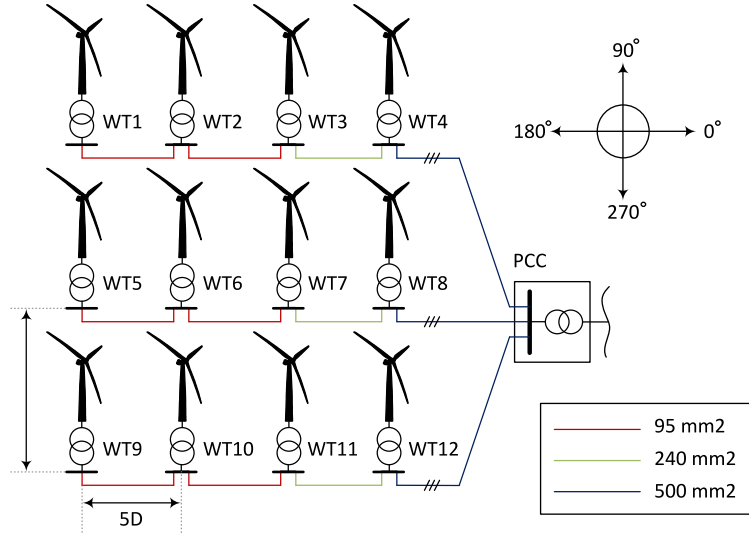 90°
180°
0°
270°
WT1 WT2 WT3 WT4
WT5 WT6 WT7 WT8
PCC
WT9 WT10 WT11 WT12
5D
95 mm2
240 mm2
500 mm2